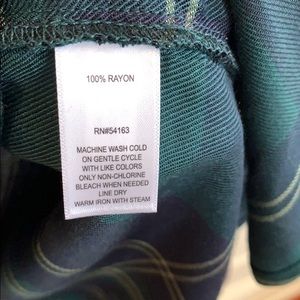 100% RAYON
RN#54163
MACHINE WASH COLD
ON GENTLE CYCLE
WITH LIKE COLORS
ONLY NON-CHLORINE
BLEACH WHEN NEEDED
LINE DRY
WARM IRON WITH STEAM